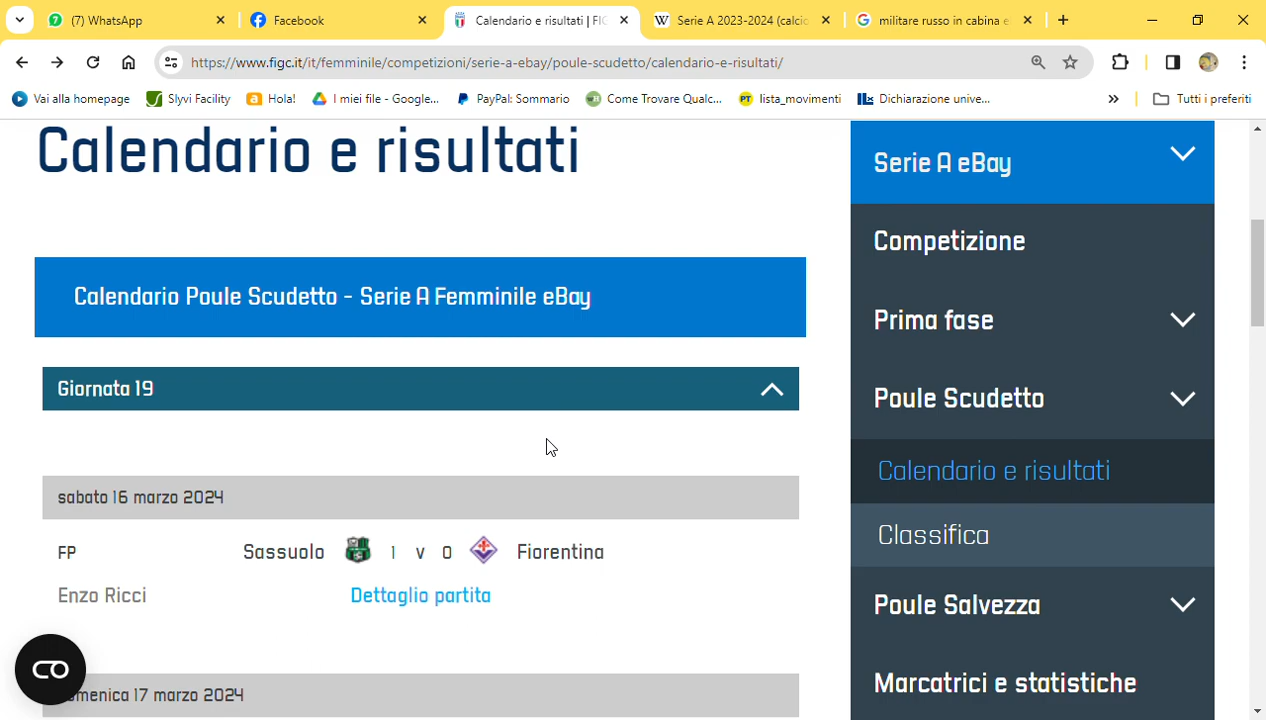 (7) WhatsApp
Facebook
Calendario e risultati | FIG
Serie A 2023-2024 (calcio
militare russo in cabina e
https://www.figc.it/it/femminile/competizioni/serie-a-ebay/poule-scudetto/calendario-e-risultati/
Vai alla homepage
Slyvi Facility
Hola!
I miei file - Google...
PayPal: Sommario
Come Trovare Qualc...
lista_movimenti
Dichiarazione unive...
»
Tutti i preferiti
Calendario e risultati
Calendario Poule Scudetto - Serie A Femminile eBay
Giornata 19
sabato 16 marzo 2024
FP Sassuolo 1 v 0 Fiorentina
Enzo Ricci Dettaglio partita
omenica 17 marzo 2024
Serie A eBay
Competizione
Prima fase
Poule Scudetto
Calendario e risultati
Classifica
Poule Salvezza
Marcatrici e statistiche